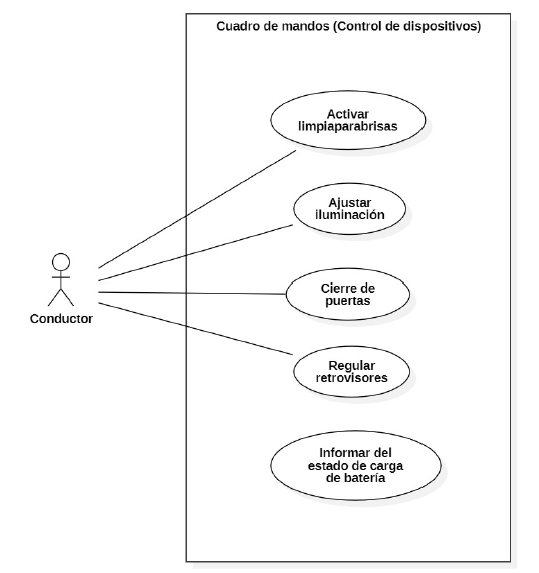 Cuadro de mandos (Control de dispositivos)
Activar
limpiaparabrisas
Ajustar
iluminación
Cierre de
puertas
Conductor
Regular
retrovisores
Informar del
estado de carga
de batería